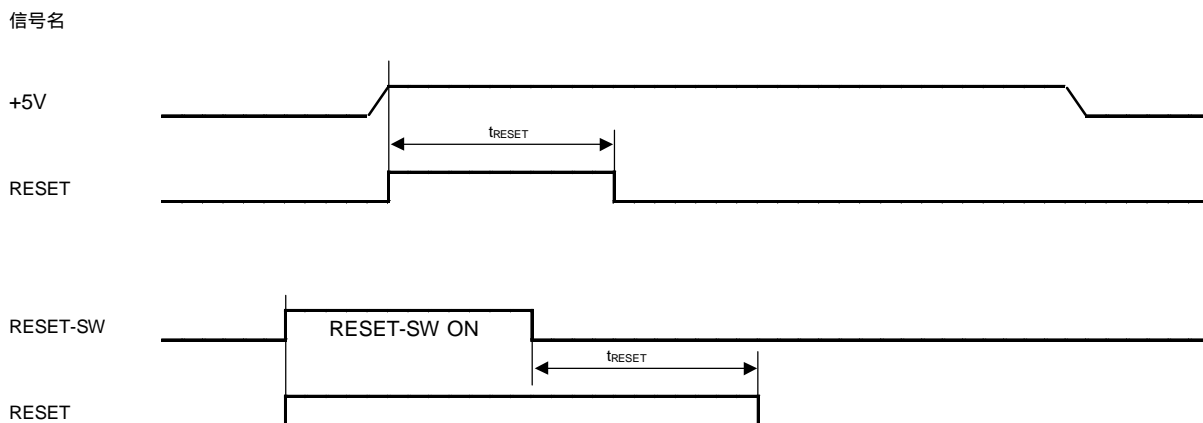 信号名
+5V
tRESET
RESET
RESET-SW
RESET-SW ON
tRESET
RESET